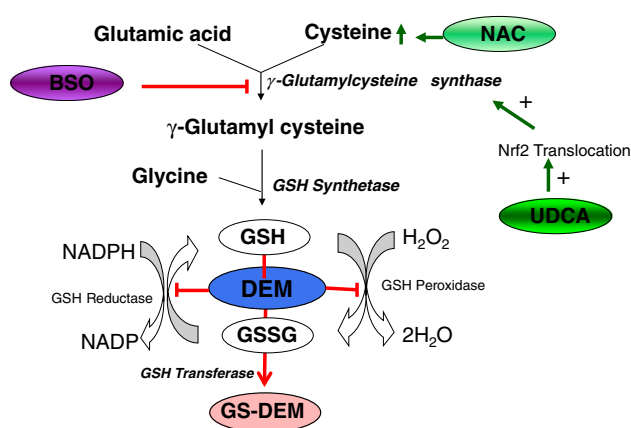 Glutamic acid
Cysteine
NAC
BSO
γ-Glutamylcysteine synthase
+
γ-Glutamyl cysteine
Nrf2 Translocation
Glycine
GSH Synthetase
+
UDCA
GSH
NADPH
H₂O₂
DEM
GSH Reductase
GSH Peroxidase
GSSG
NADP
2H₂O
GSH Transferase
GS-DEM